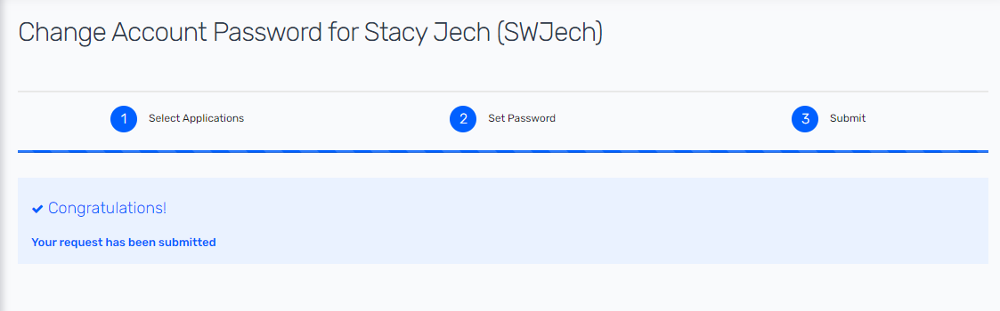 Change Account Password for Stacy Jech (SWJech)
1 Select Applications 2 Set Password 3 Submit
Congratulations!
Your request has been submitted